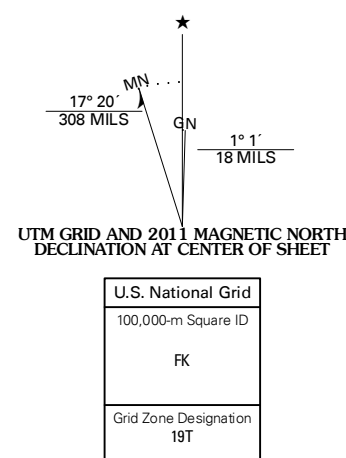 ★
MN
17° 20´
308 MILS
GN
1° 1´
18 MILS
UTM GRID AND 2011 MAGNETIC NORTH
DECLINATION AT CENTER OF SHEET
U.S. National Grid
100,000-m Square ID
FK
Grid Zone Designation
19T